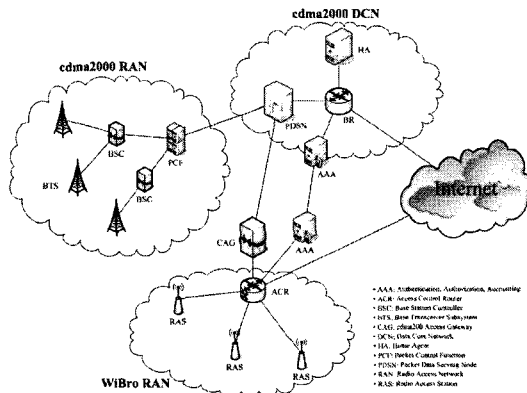 cdma2000 DCN
HA
cdma2000 RAN
PDSN
BR
BSC
PCF
AAA
BTS
BSC
Internet
CAG
AAA
ACR
RAS
RAS
RAS
WiBro RAN
• AAA: Authentication, Authorization, Accounting
• ACR: Access Control Router
• BSC: Base Station Controller
• BTS: Base Transceiver Subsystem
• CAG: cdma200 Access Gateway
• DCN: Data Core Network
• HA: Home Agent
• PCF: Packet Control Function
• PDSN: Packet Data Serving Node
• RAN: Radio Access Network
• RAS: Radio Access Station